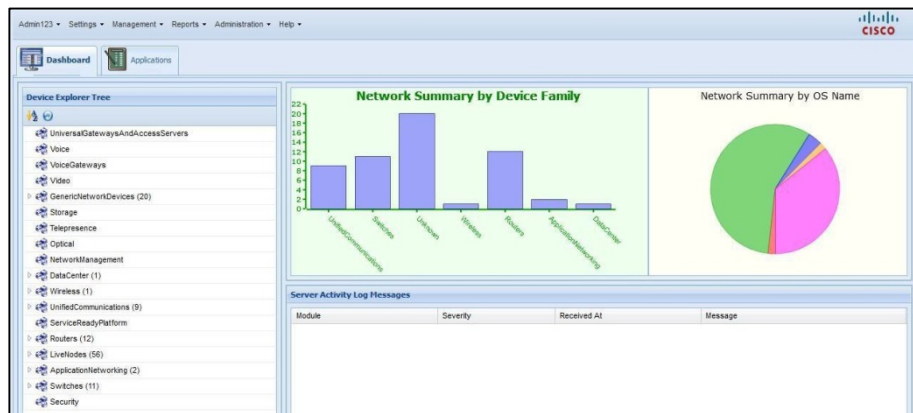 Admin123 Settings Management Reports Administration Help
CISCO
Dashboard Applications
Device Explorer Tree
UniversalGatewaysAndAccessServers
Voice
VoiceGateways
Video
GenericNetworkDevices (20)
Storage
Telepresence
Optical
NetworkManagement
DataCenter (1)
Wireless (1)
UnifiedCommunications (9)
ServiceReadyPlatform
Routers (12)
LiveNodes (56)
ApplicationNetworking (2)
Switches (11)
Security
Network Summary by Device Family
22
20
18
16
14
12
10
8
6
4
2
0
UnifiedCommunications
Switches
Unknown
Wireless
Routers
ApplicationNetworking
DataCenter
Network Summary by OS Name
Server Activity Log Messages
Module Severity Received At Message